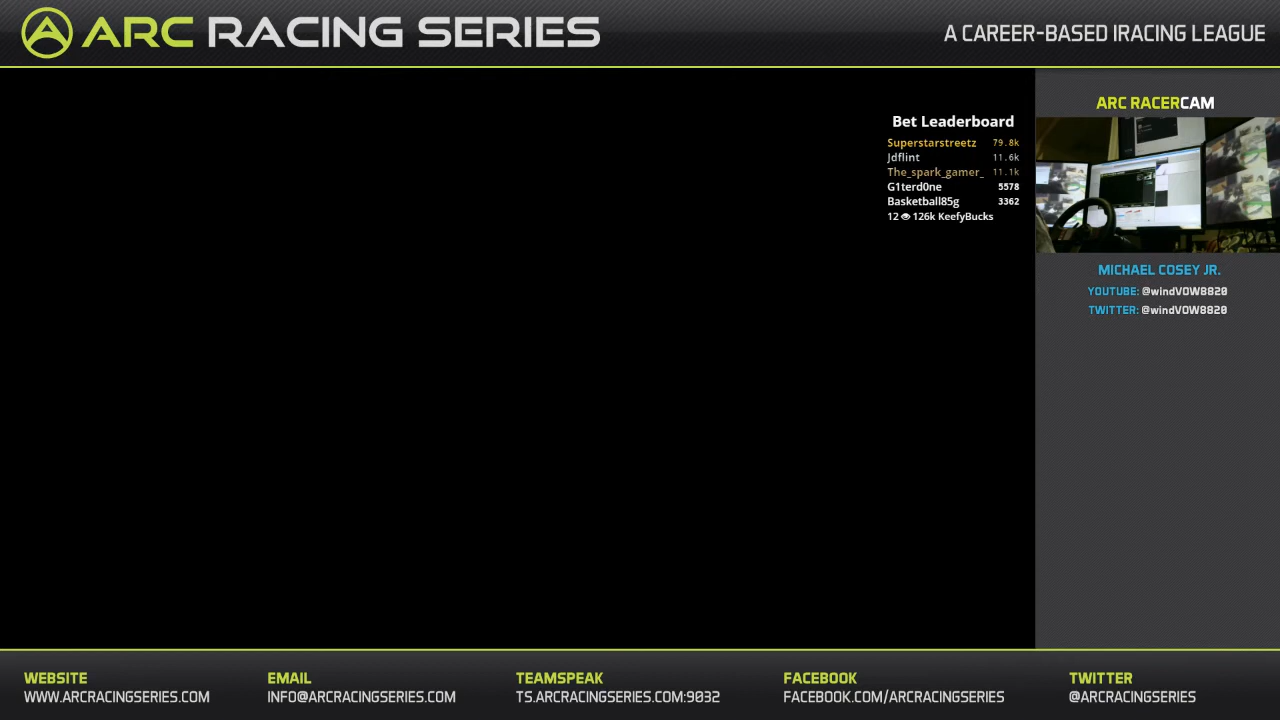 ARC RACING SERIES
A CAREER-BASED IRACING LEAGUE
ARC RACERCAM
Bet Leaderboard
Superstarstreetz 79.8k
Jdflint 11.6k
The_spark_gamer_ 11.1k
G1terd0ne 5578
Basketball85g 3362
12 126k KeefyBucks
MICHAEL COSEY JR.
YOUTUBE: @windVOW8820
TWITTER: @windVOW8820
WEBSITE
WWW.ARCRACINGSERIES.COM
EMAIL
INFO@ARCRACINGSERIES.COM
TEAMSPEAK
TS.ARCRACINGSERIES.COM:9032
FACEBOOK
FACEBOOK.COM/ARCRACINGSERIES
TWITTER
@ARCRACINGSERIES